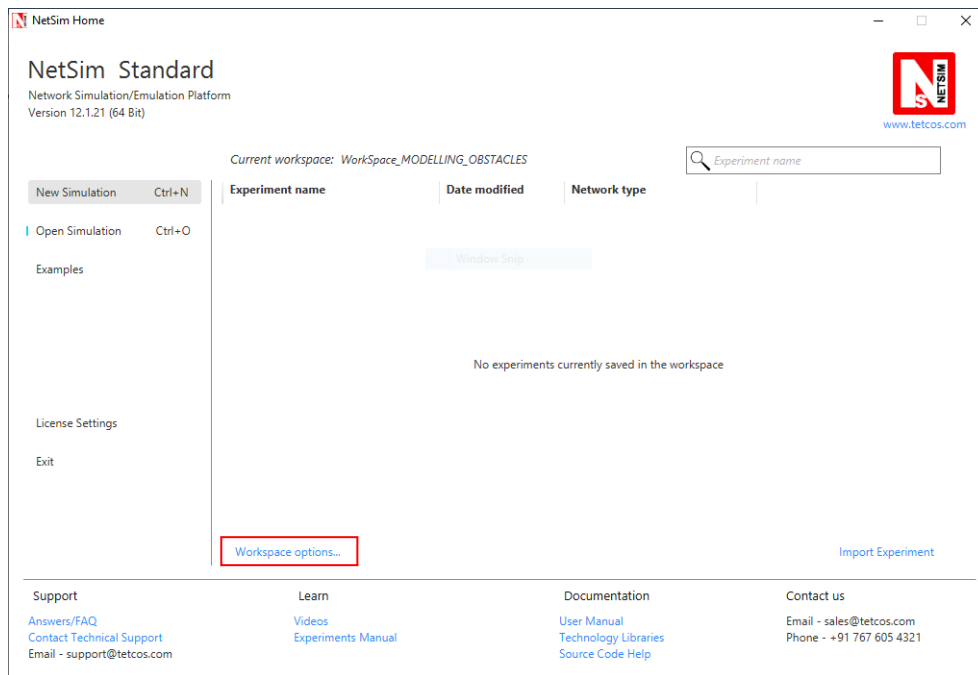 NetSim Home
NetSim Standard
Network Simulation/Emulation Platform
Version 12.1.21 (64 Bit)
N
S
NETSIM
www.tetcos.com
Current workspace: WorkSpace_MODELLING_OBSTACLES
Experiment name
New Simulation Ctrl+N
Open Simulation Ctrl+O
Examples
License Settings
Exit
Experiment name Date modified Network type
Window Snip
No experiments currently saved in the workspace
Workspace options...
Import Experiment
Support
Answers/FAQ
Contact Technical Support
Email - support@tetcos.com
Learn
Videos
Experiments Manual
Documentation
User Manual
Technology Libraries
Source Code Help
Contact us
Email - sales@tetcos.com
Phone - +91 767 605 4321